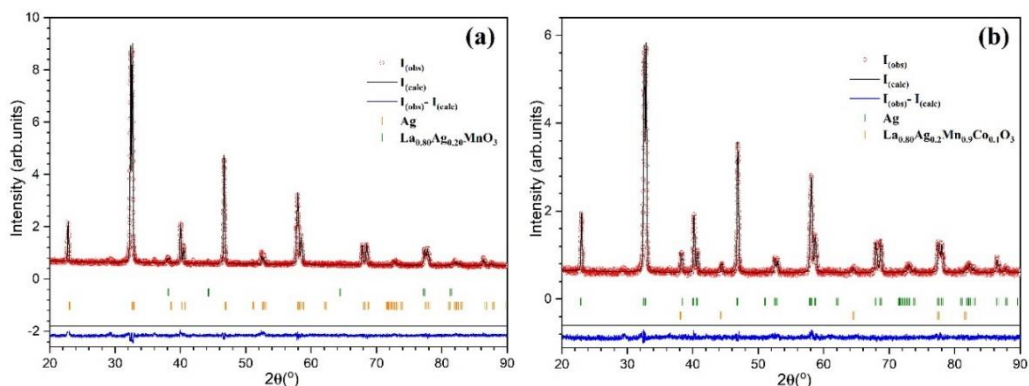 (a)
I(obs)
I(calc)
I(obs)- I(calc)
Ag
La0.80Ag0.20MnO3
Intensity (arb.units)
10
8
6
4
2
0
-2
20 30 40 50 60 70 80 90
2θ(°)
(b)
I(obs)
I(calc)
I(obs)- I(calc)
Ag
La0.80Ag0.2Mn0.9Co0.1O3
Intensity (arb.units)
6
4
2
0
20 30 40 50 60 70 80 90
2θ(°)